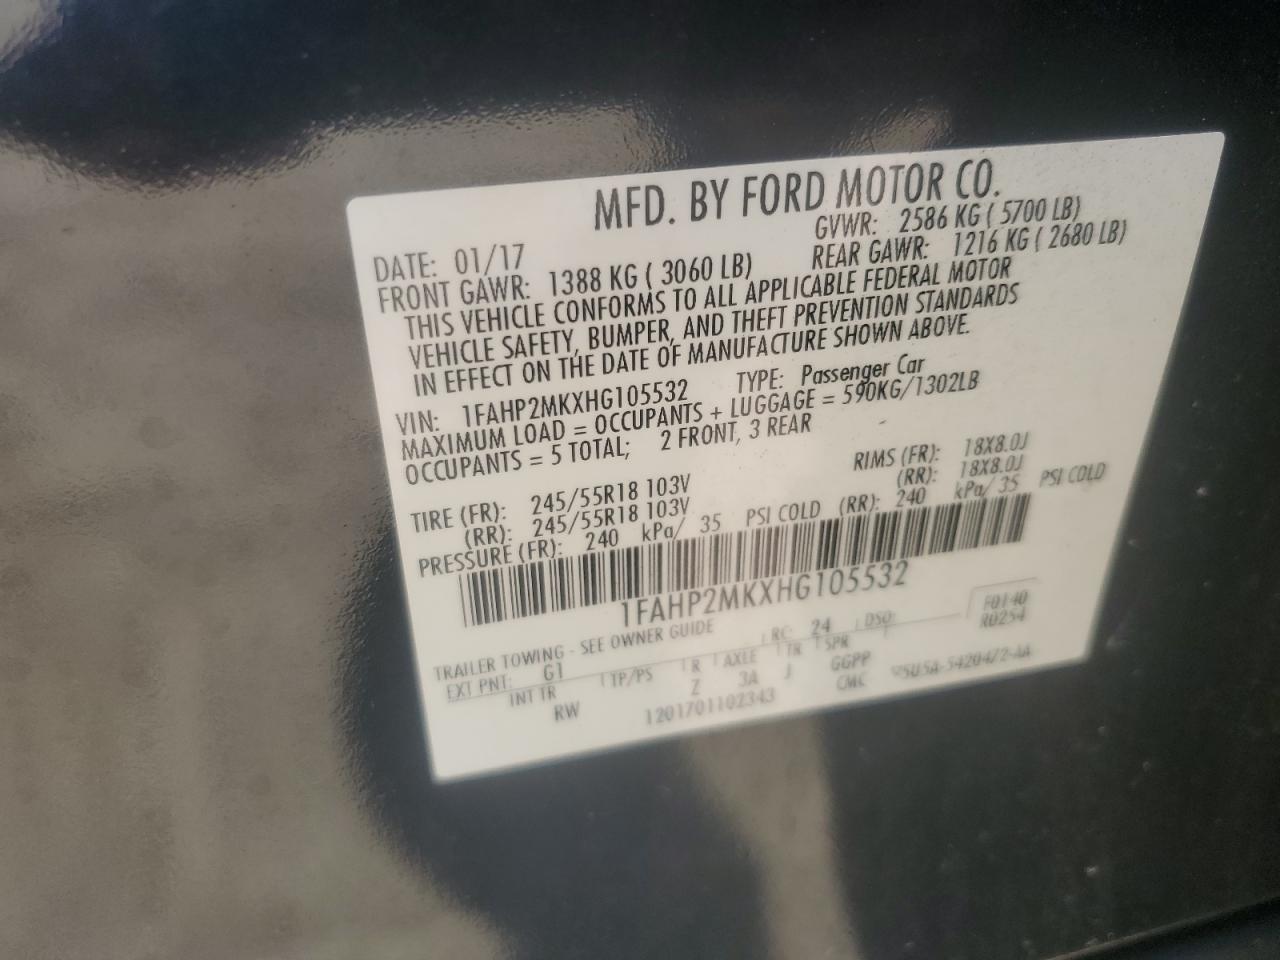 MFD. BY FORD MOTOR CO.
DATE: 01/17 GVWR: 2586 KG ( 5700 LB)
FRONT GAWR: 1388 KG ( 3060 LB) REAR GAWR: 1216 KG ( 2680 LB)
THIS VEHICLE CONFORMS TO ALL APPLICABLE FEDERAL MOTOR
VEHICLE SAFETY, BUMPER, AND THEFT PREVENTION STANDARDS
IN EFFECT ON THE DATE OF MANUFACTURE SHOWN ABOVE.
VIN: 1FAHP2MKXHG105532 TYPE: Passenger Car
MAXIMUM LOAD = OCCUPANTS + LUGGAGE = 590KG/1302LB
OCCUPANTS = 5 TOTAL; 2 FRONT, 3 REAR
TIRE (FR): 245/55R18 103V RIMS (FR): 18X8.0J
(RR): 245/55R18 103V (RR): 18X8.0J
PRESSURE (FR): 240 kPa/ 35 PSI COLD (RR): 240 kPa/ 35 PSI COLD
1FAHP2MKXHG105532
TRAILER TOWING - SEE OWNER GUIDE
EXT PNT: G1 RC: 24 DSO: F0140
R0254
INT TR TP/PS R AXLE TR SPR
RW Z 3A J GGPP
CMC
1201701102343